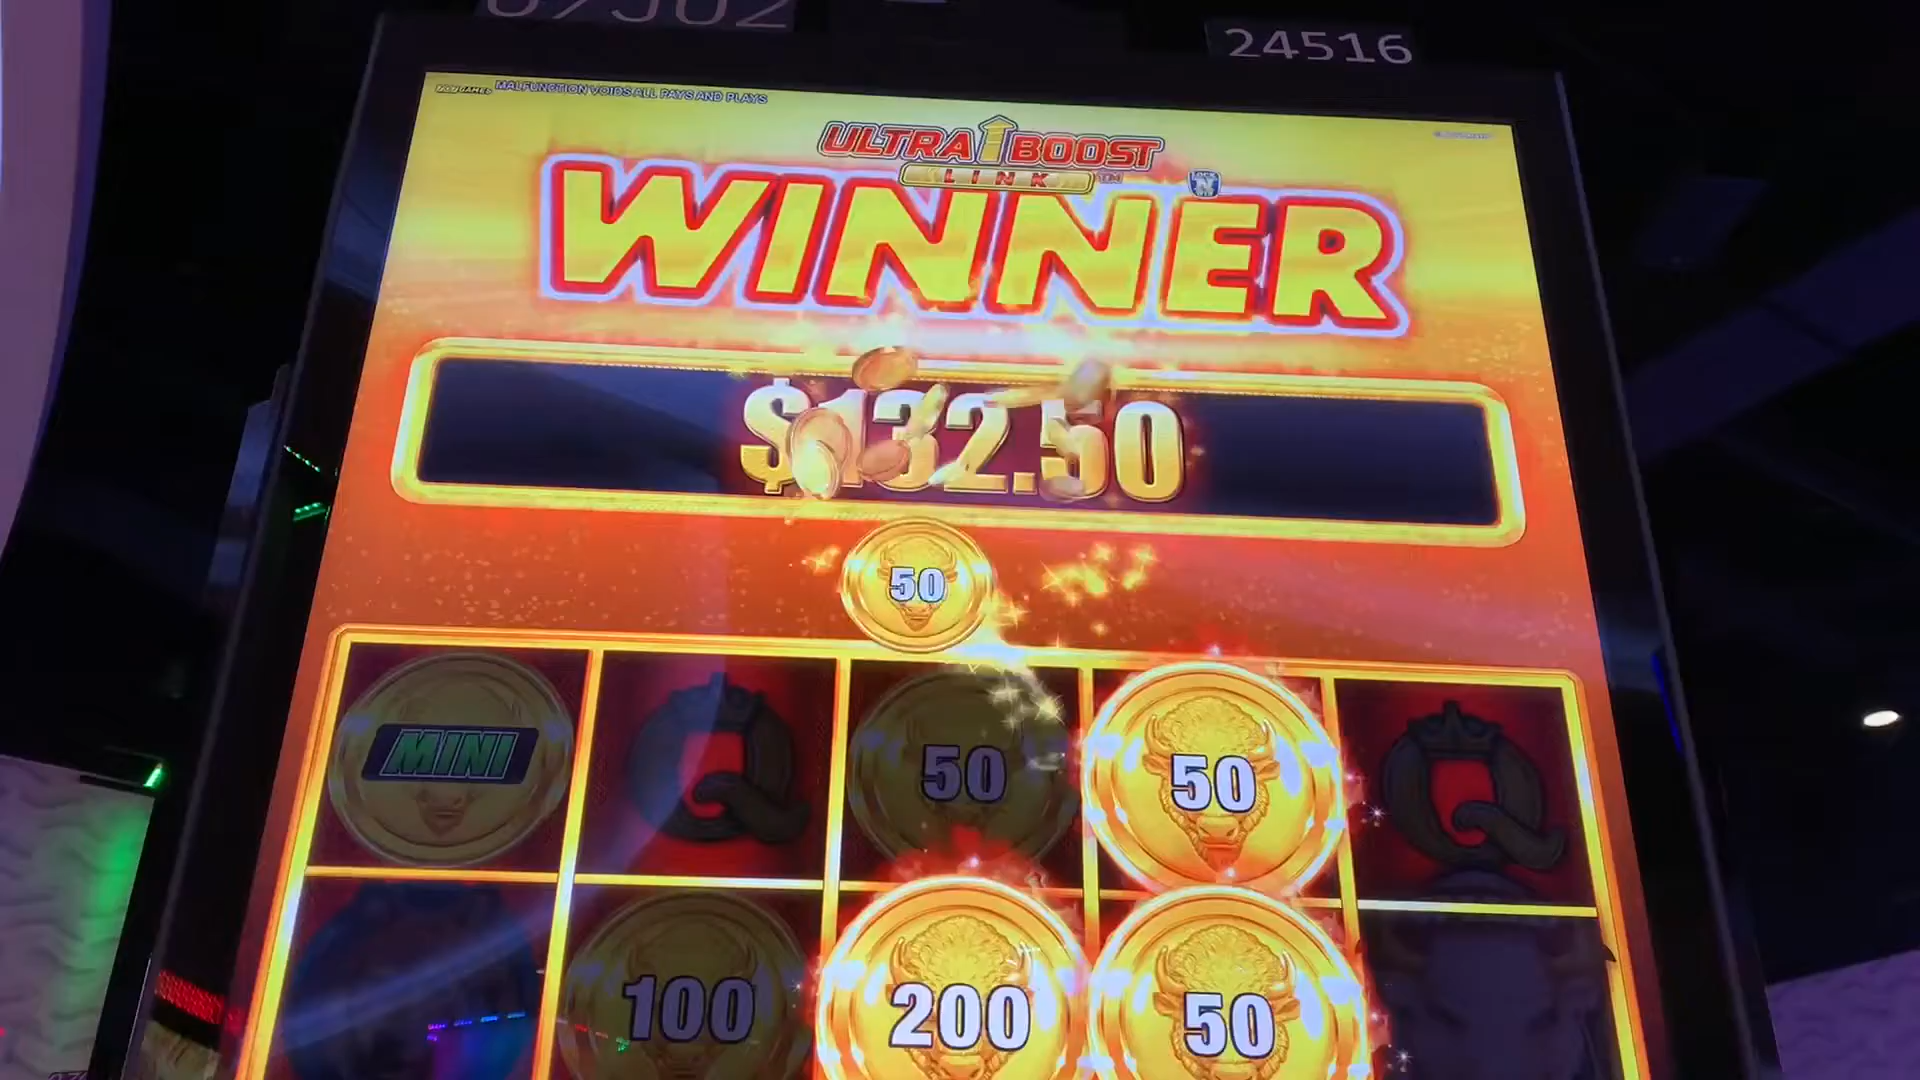 24516
MALFUNCTION VOIDS ALL PAYS AND PLAYS
ULTRA BOOST
LINK™
WINNER
$132.50
50
MINI
Q
50
50
Q
100
200
50